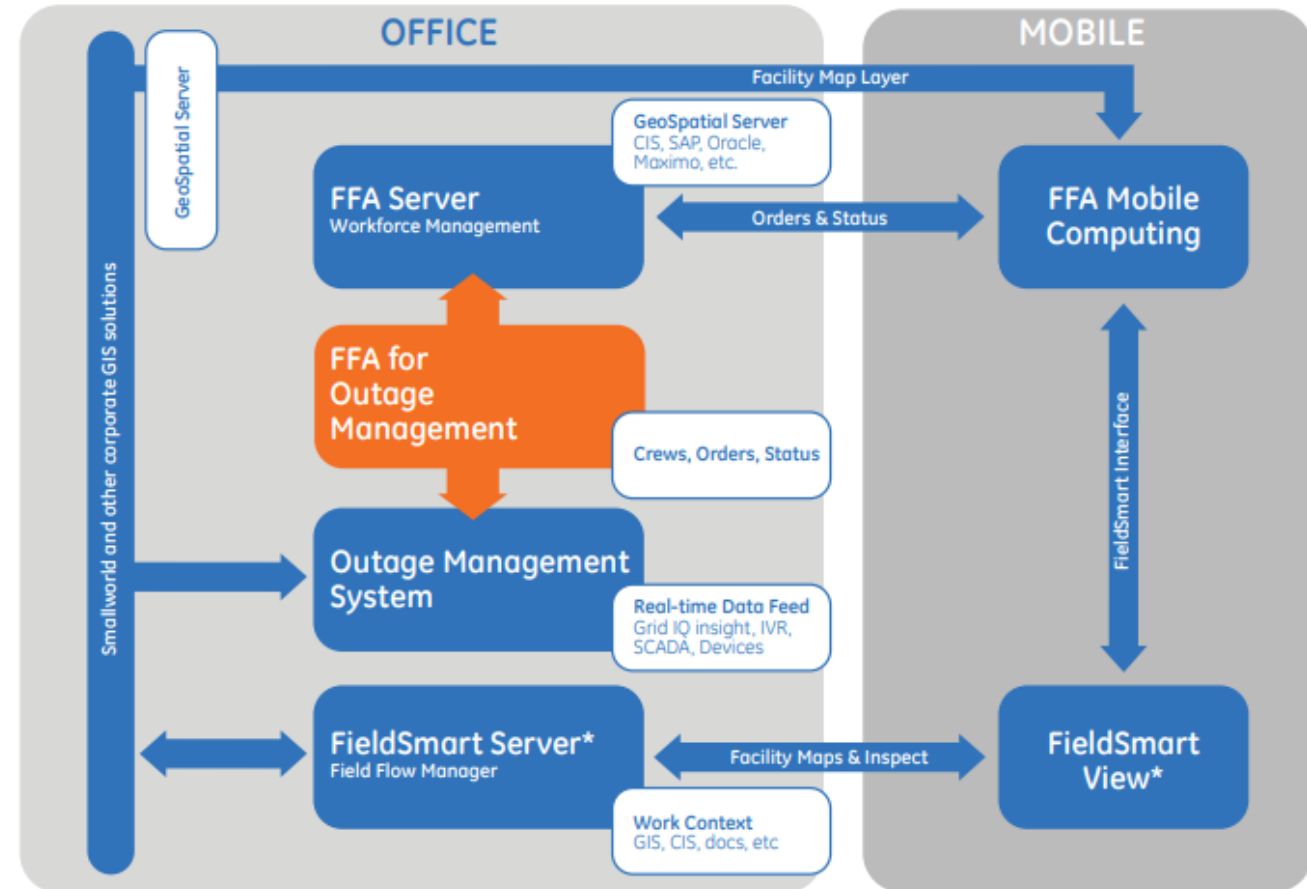 OFFICE
MOBILE
Facility Map Layer
GeoSpatial Server
GeoSpatial Server
CIS, SAP, Oracle,
Maximo, etc.
FFA Server
Workforce Management
Orders & Status
FFA Mobile
Computing
Smallworld and other corporate GIS solutions
FFA for
Outage
Management
Crews, Orders, Status
FieldSmart Interface
Outage Management
System
Real-time Data Feed
Grid IQ insight, IVR,
SCADA, Devices
FieldSmart Server*
Field Flow Manager
Facility Maps & Inspect
FieldSmart
View*
Work Context
GIS, CIS, docs, etc